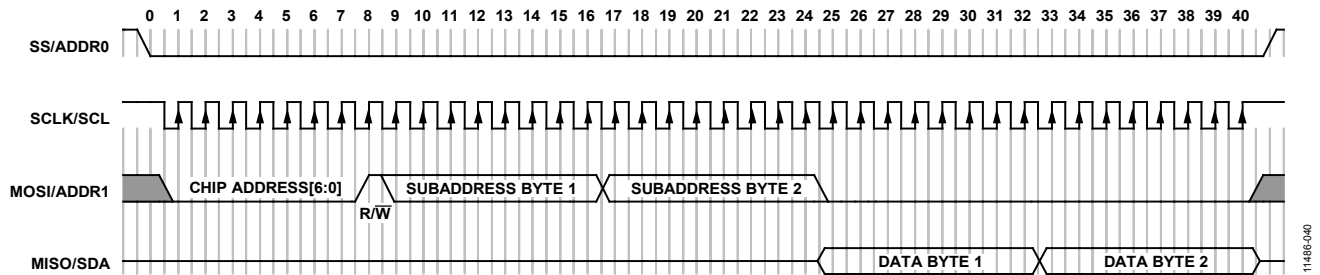 0 1 2 3 4 5 6 7 8 9 10 11 12 13 14 15 16 17 18 19 20 21 22 23 24 25 26 27 28 29 30 31 32 33 34 35 36 37 38 39 40
SS/ADDR0
SCLK/SCL
MOSI/ADDR1 CHIP ADDRESS[6:0] SUBADDRESS BYTE 1 SUBADDRESS BYTE 2
R/W̅
MISO/SDA DATA BYTE 1 DATA BYTE 2
11486-040